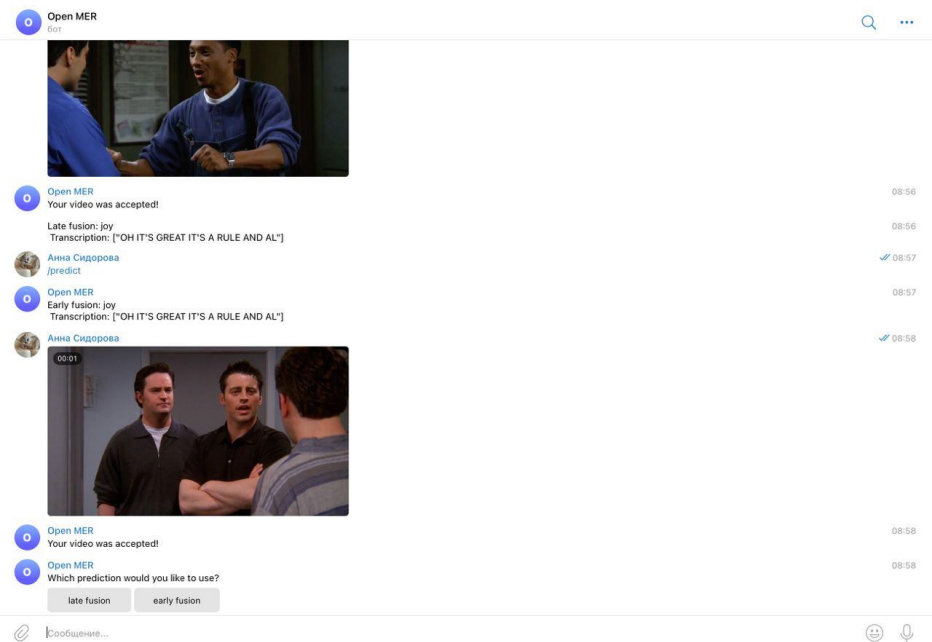 O
Open MER
бот
O
Open MER
08:56
Your video was accepted!
Late fusion: joy
08:56
Transcription: ["OH IT'S GREAT IT'S A RULE AND AL"]
Анна Сидорова
08:57
/predict
O
Open MER
08:57
Early fusion: joy
Transcription: ["OH IT'S GREAT IT'S A RULE AND AL"]
Анна Сидорова
08:58
00:01
O
Open MER
08:58
Your video was accepted!
O
Open MER
08:58
Which prediction would you like to use?
late fusion
early fusion
Сообщение...